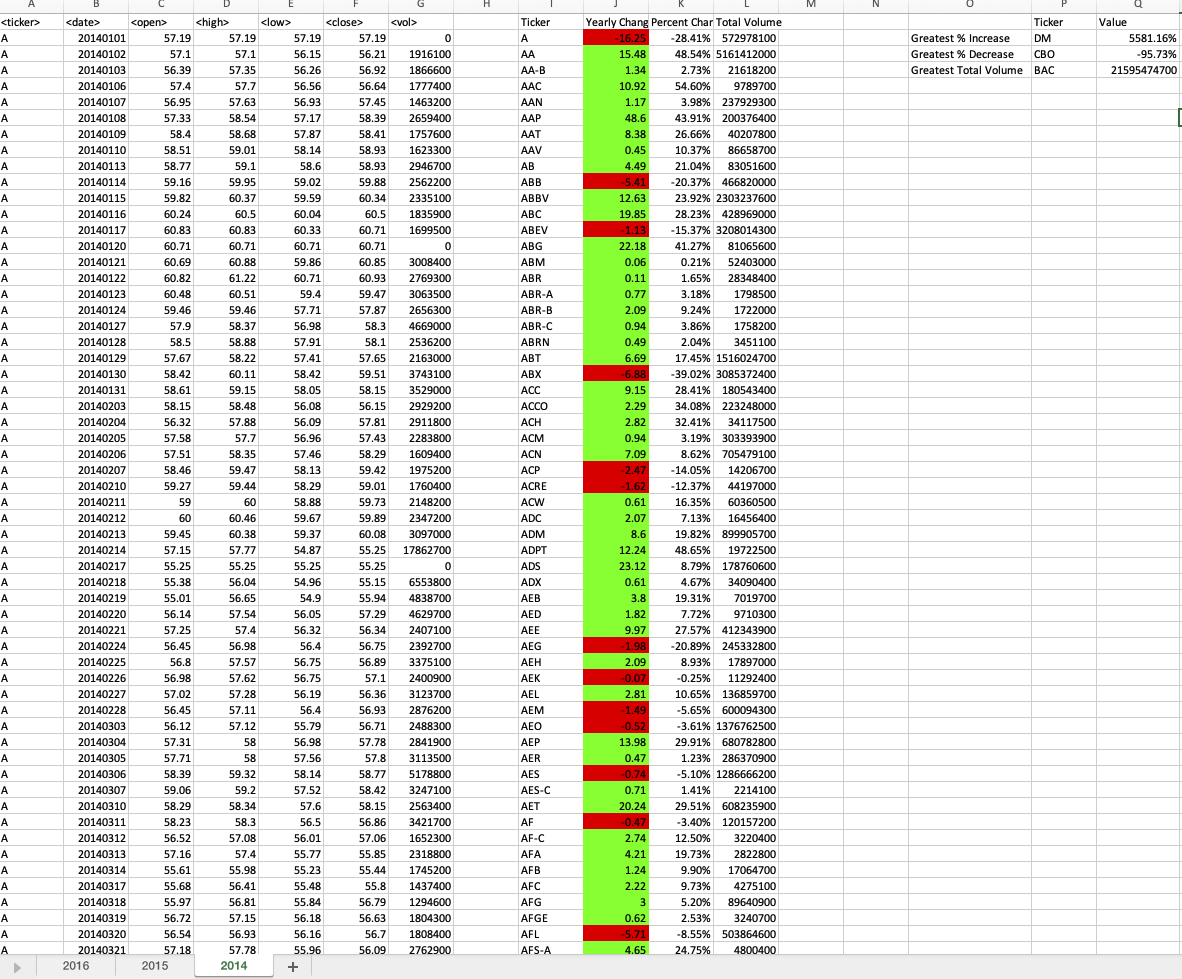 A B C D E F G H I J K L M N O P Q
<ticker> <date> <open> <high> <low> <close> <vol> Ticker Yearly Chang Percent Char Total Volume Ticker Value
A 20140101 57.19 57.19 57.19 57.19 0 A -16.25 -28.41% 572978100 Greatest % Increase DM 5581.16%
A 20140102 57.1 57.1 56.15 56.21 1916100 AA 15.48 48.54% 5161412000 Greatest % Decrease CBO -95.73%
A 20140103 56.39 57.35 56.26 56.92 1866600 AA-B 1.34 2.73% 21618200 Greatest Total Volume BAC 21595474700
A 20140106 57.4 57.7 56.56 56.64 1777400 AAC 10.92 54.60% 9789700
A 20140107 56.95 57.63 56.93 57.45 1463200 AAN 1.17 3.98% 237929300
A 20140108 57.33 58.54 57.17 58.39 2659400 AAP 48.6 43.91% 200376400
A 20140109 58.4 58.68 57.87 58.41 1757600 AAT 8.38 26.66% 40207800
A 20140110 58.51 59.01 58.14 58.93 1623300 AAV 0.45 10.37% 86658700
A 20140113 58.77 59.1 58.6 58.93 2946700 AB 4.49 21.04% 83051600
A 20140114 59.16 59.95 59.02 59.88 2562200 ABB -5.41 -20.37% 466820000
A 20140115 59.82 60.37 59.59 60.34 2335100 ABBV 12.63 23.92% 2303237600
A 20140116 60.24 60.5 60.04 60.5 1835900 ABC 19.85 28.23% 428969000
A 20140117 60.83 60.83 60.33 60.71 1699500 ABEV -1.13 -15.37% 3208014300
A 20140120 60.71 60.71 60.71 60.71 0 ABG 22.18 41.27% 81065600
A 20140121 60.69 60.88 59.86 60.85 3008400 ABM 0.06 0.21% 52403000
A 20140122 60.82 61.22 60.71 60.93 2769300 ABR 0.11 1.65% 28348400
A 20140123 60.48 60.51 59.4 59.47 3063500 ABR-A 0.77 3.18% 1798500
A 20140124 59.46 59.46 57.71 57.87 2656300 ABR-B 2.09 9.24% 1722000
A 20140127 57.9 58.37 56.98 58.3 4669000 ABR-C 0.94 3.86% 1758200
A 20140128 58.5 58.88 57.91 58.1 2536200 ABRN 0.49 2.04% 3451100
A 20140129 57.67 58.22 57.41 57.65 2163000 ABT 6.69 17.45% 1516024700
A 20140130 58.42 60.11 58.42 59.51 3743100 ABX -6.88 -39.02% 3085372400
A 20140131 58.61 59.15 58.05 58.15 3529000 ACC 9.15 28.41% 180543400
A 20140203 58.15 58.48 56.08 56.15 2929200 ACCO 2.29 34.08% 223248000
A 20140204 56.32 57.88 56.09 57.81 2911800 ACH 2.82 32.41% 34117500
A 20140205 57.58 57.7 56.96 57.43 2283800 ACM 0.94 3.19% 303393900
A 20140206 57.51 58.35 57.46 58.29 1609400 ACN 7.09 8.62% 705479100
A 20140207 58.46 59.47 58.13 59.42 1975200 ACP -2.47 -14.05% 14206700
A 20140210 59.27 59.44 58.29 59.01 1760400 ACRE -1.62 -12.37% 44197000
A 20140211 59 60 58.88 59.73 2148200 ACW 0.61 16.35% 60360500
A 20140212 60 60.46 59.67 59.89 2347200 ADC 2.07 7.13% 16456400
A 20140213 59.45 60.38 59.37 60.08 3097000 ADM 8.6 19.82% 899905700
A 20140214 57.15 57.77 54.87 55.25 17862700 ADPT 12.24 48.65% 19722500
A 20140217 55.25 55.25 55.25 55.25 0 ADS 23.12 8.79% 178760600
A 20140218 55.38 56.04 54.96 55.15 6553800 ADX 0.61 4.67% 34090400
A 20140219 55.01 56.65 54.9 55.94 4838700 AEB 3.8 19.31% 7019700
A 20140220 56.14 57.54 56.05 57.29 4629700 AED 1.82 7.72% 9710300
A 20140221 57.25 57.4 56.32 56.34 2407100 AEE 9.97 27.57% 412343900
A 20140224 56.45 56.98 56.4 56.75 2392700 AEG -1.98 -20.89% 245332800
A 20140225 56.8 57.57 56.75 56.89 3375100 AEH 2.09 8.93% 17897000
A 20140226 56.98 57.62 56.75 57.1 2400900 AEK -0.07 -0.25% 11292400
A 20140227 57.02 57.28 56.19 56.36 3123700 AEL 2.81 10.65% 136859700
A 20140228 56.45 57.11 56.4 56.93 2876200 AEM -1.49 -5.65% 600094300
A 20140303 56.12 57.12 55.79 56.71 2488300 AEO -0.52 -3.61% 1376762500
A 20140304 57.31 58 56.98 57.78 2841900 AEP 13.98 29.91% 680782800
A 20140305 57.71 58 57.56 57.8 3113500 AER 0.47 1.23% 286370900
A 20140306 58.39 59.32 58.14 58.77 5178800 AES -0.74 -5.10% 1286666200
A 20140307 59.06 59.2 57.52 58.42 3247100 AES-C 0.71 1.41% 2214100
A 20140310 58.29 58.34 57.6 58.15 2563400 AET 20.24 29.51% 608235900
A 20140311 58.23 58.3 56.5 56.86 3421700 AF -0.47 -3.40% 120157200
A 20140312 56.52 57.08 56.01 57.06 1652300 AF-C 2.74 12.50% 3220400
A 20140313 57.16 57.4 55.77 55.85 2318800 AFA 4.21 19.73% 2822800
A 20140314 55.61 55.98 55.23 55.44 1745200 AFB 1.24 9.90% 17064700
A 20140317 55.68 56.41 55.48 55.8 1437400 AFC 2.22 9.73% 4275100
A 20140318 55.97 56.81 55.84 56.79 1294600 AFG 3 5.20% 89640900
A 20140319 56.72 57.15 56.18 56.63 1804300 AFGE 0.62 2.53% 3240700
A 20140320 56.54 56.93 56.16 56.7 1808400 AFL -5.71 -8.55% 503864600
A 20140321 57.18 57.78 55.96 56.09 2762900 AFS-A 4.65 24.75% 4800400
2016 2015 2014 +